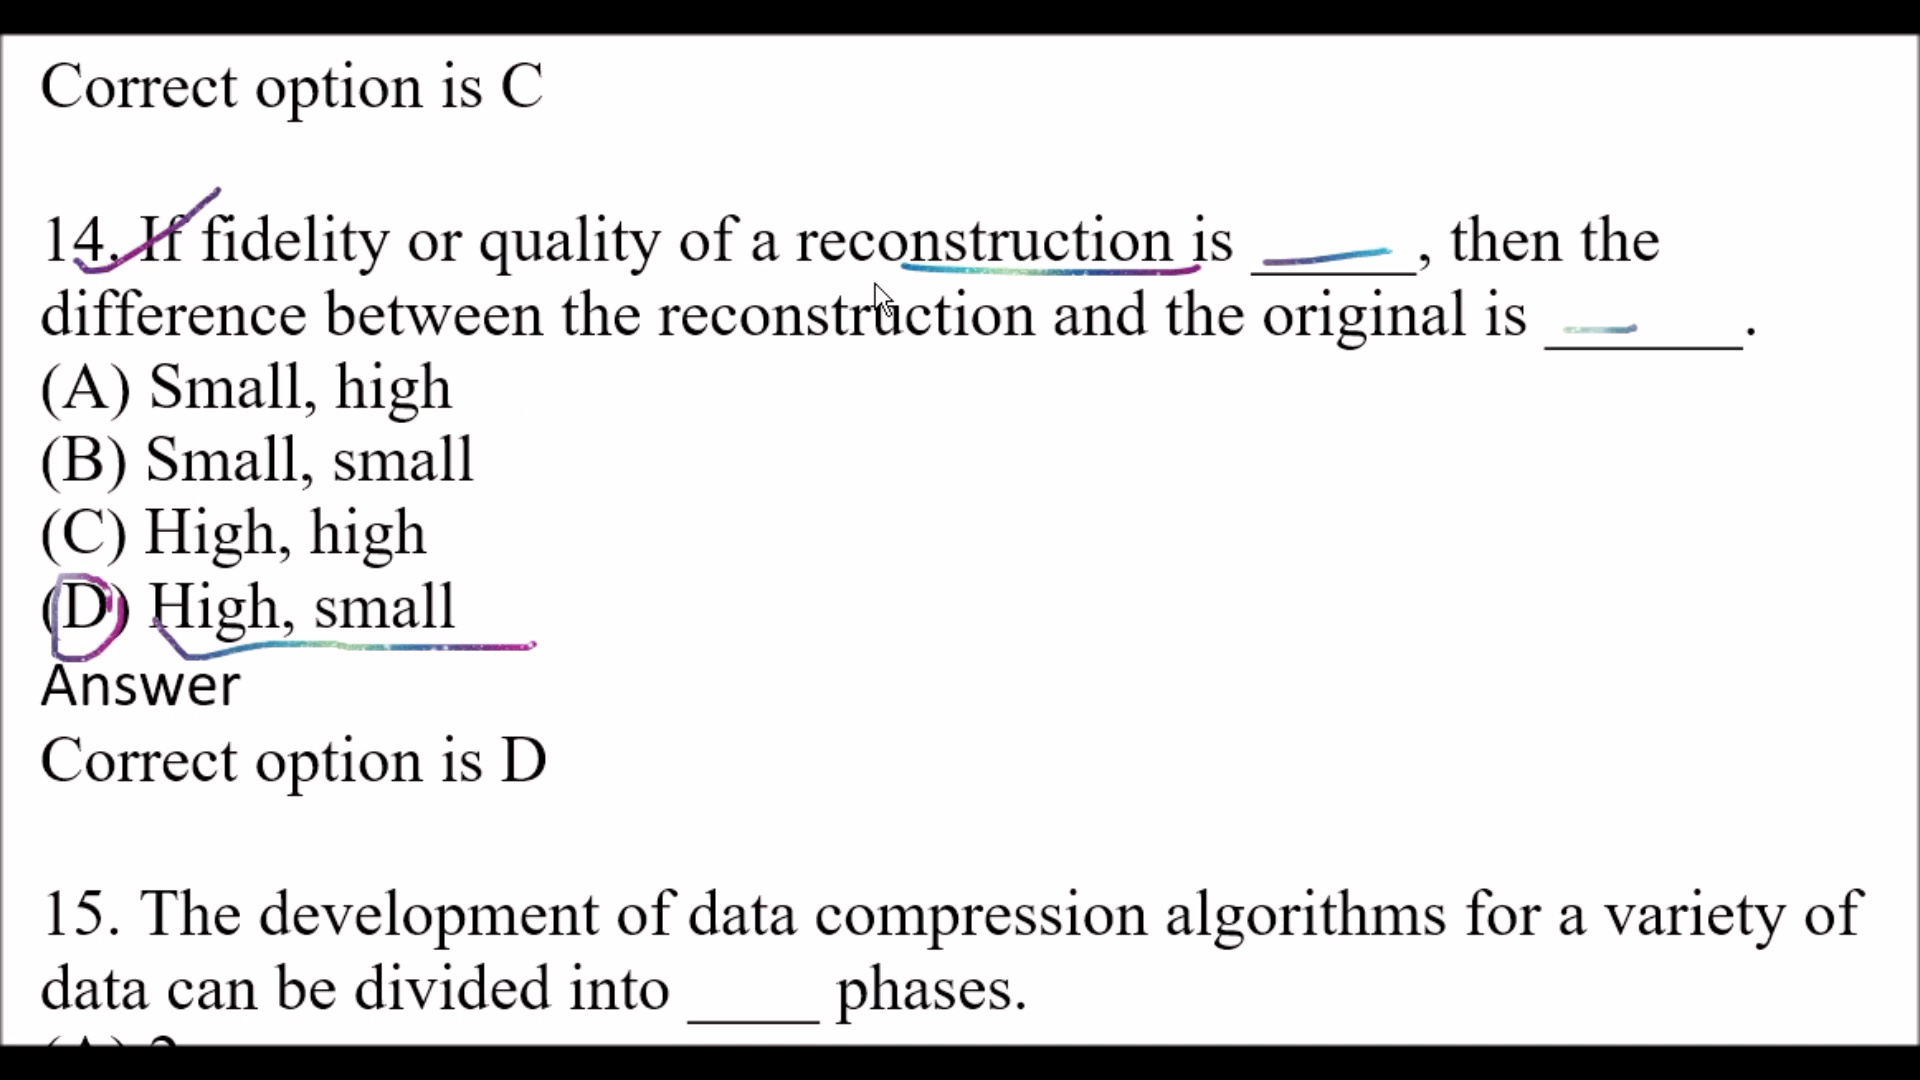 Correct option is C
14. If fidelity or quality of a reconstruction is ______, then the
difference between the reconstruction and the original is _______.
(A) Small, high
(B) Small, small
(C) High, high
(D) High, small
Answer
Correct option is D
15. The development of data compression algorithms for a variety of
data can be divided into _____ phases.